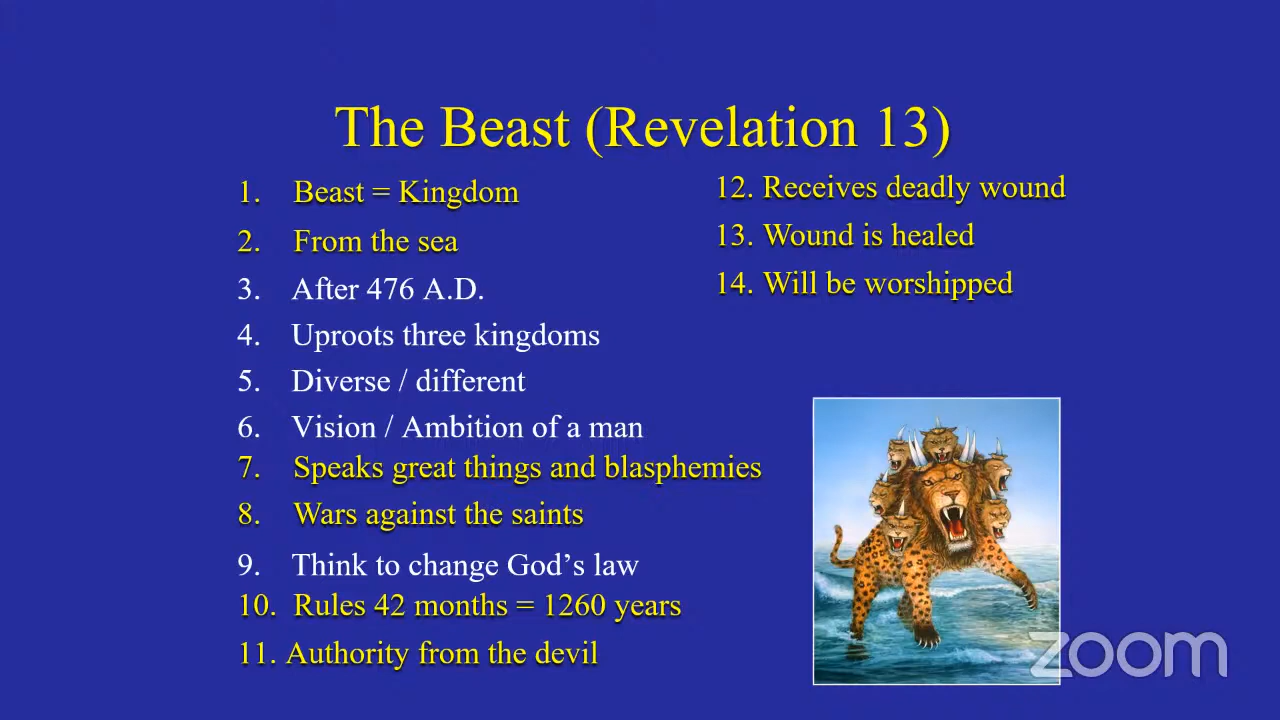 The Beast (Revelation 13)
1. Beast = Kingdom
2. From the sea
3. After 476 A.D.
4. Uproots three kingdoms
5. Diverse / different
6. Vision / Ambition of a man
7. Speaks great things and blasphemies
8. Wars against the saints
9. Think to change God’s law
10. Rules 42 months = 1260 years
11. Authority from the devil
12. Receives deadly wound
13. Wound is healed
14. Will be worshipped
zoom